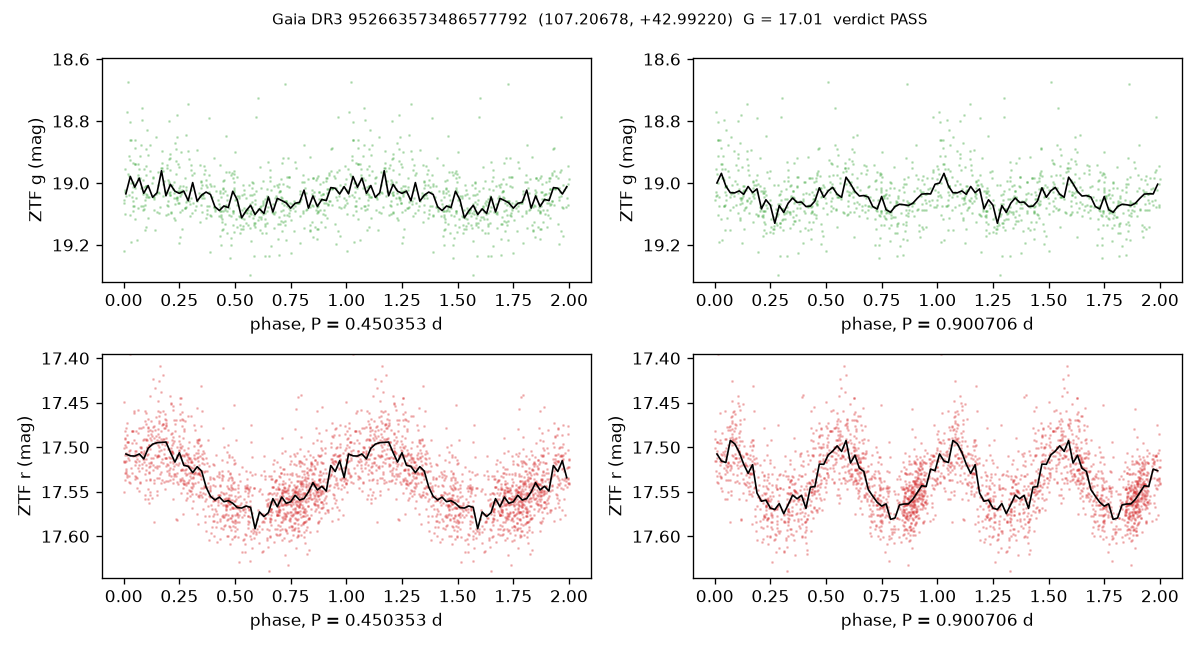 Gaia DR3 952663573486577792 (107.20678, +42.99220) G = 17.01 verdict PASS
ZTF g (mag)
18.6
18.8
19.0
19.2
0.00 0.25 0.50 0.75 1.00 1.25 1.50 1.75 2.00
phase, P = 0.450353 d
ZTF g (mag)
18.6
18.8
19.0
19.2
0.00 0.25 0.50 0.75 1.00 1.25 1.50 1.75 2.00
phase, P = 0.900706 d
ZTF r (mag)
17.40
17.45
17.50
17.55
17.60
0.00 0.25 0.50 0.75 1.00 1.25 1.50 1.75 2.00
phase, P = 0.450353 d
ZTF r (mag)
17.40
17.45
17.50
17.55
17.60
0.00 0.25 0.50 0.75 1.00 1.25 1.50 1.75 2.00
phase, P = 0.900706 d